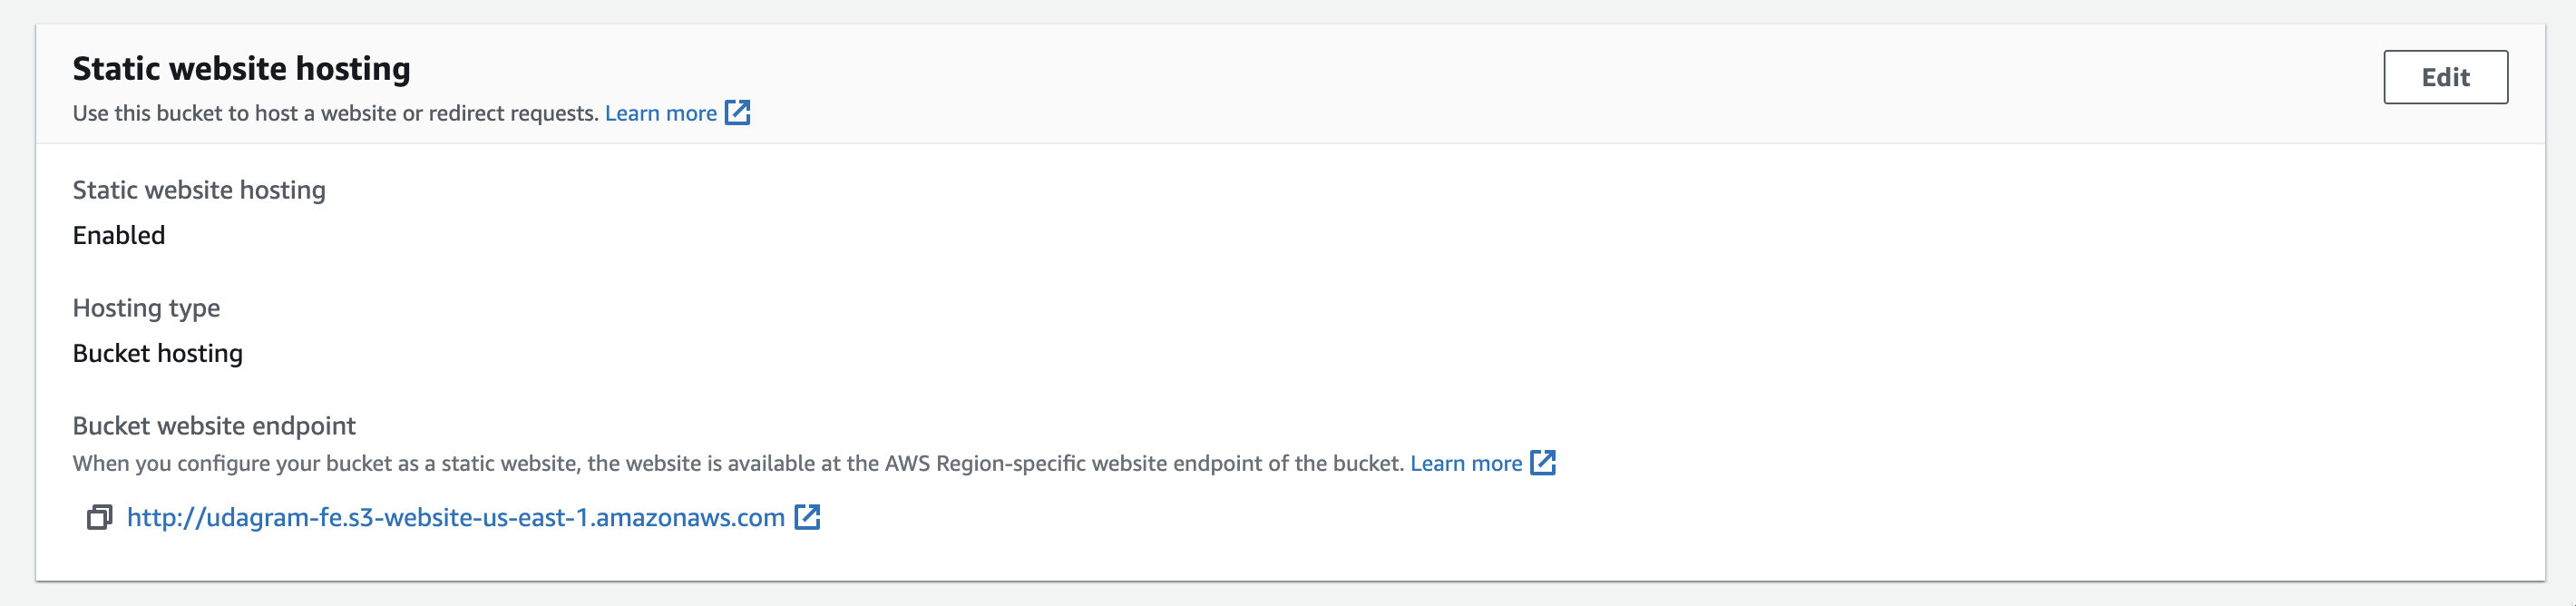 Static website hosting
Edit
Use this bucket to host a website or redirect requests. Learn more
Static website hosting
Enabled
Hosting type
Bucket hosting
Bucket website endpoint
When you configure your bucket as a static website, the website is available at the AWS Region-specific website endpoint of the bucket. Learn more
http://udagram-fe.s3-website-us-east-1.amazonaws.com